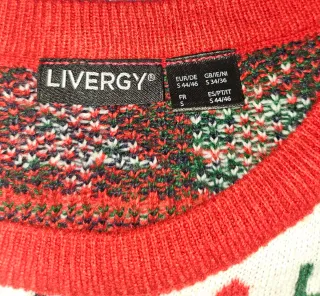 LIVERGY®
EUR/DE GB/IE/NI
S 44/46 S 34/36
FR ES/PT/IT
S S 44/46